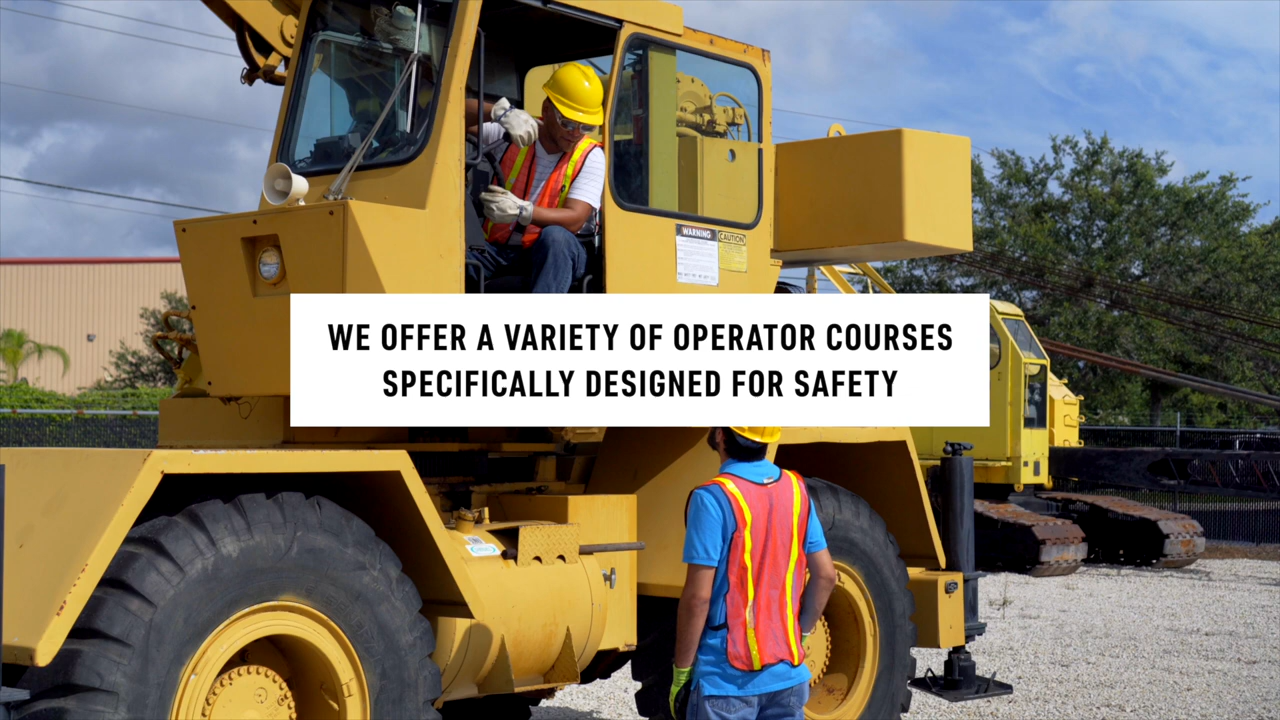 WARNING
CAUTION
WE OFFER A VARIETY OF OPERATOR COURSES
SPECIFICALLY DESIGNED FOR SAFETY